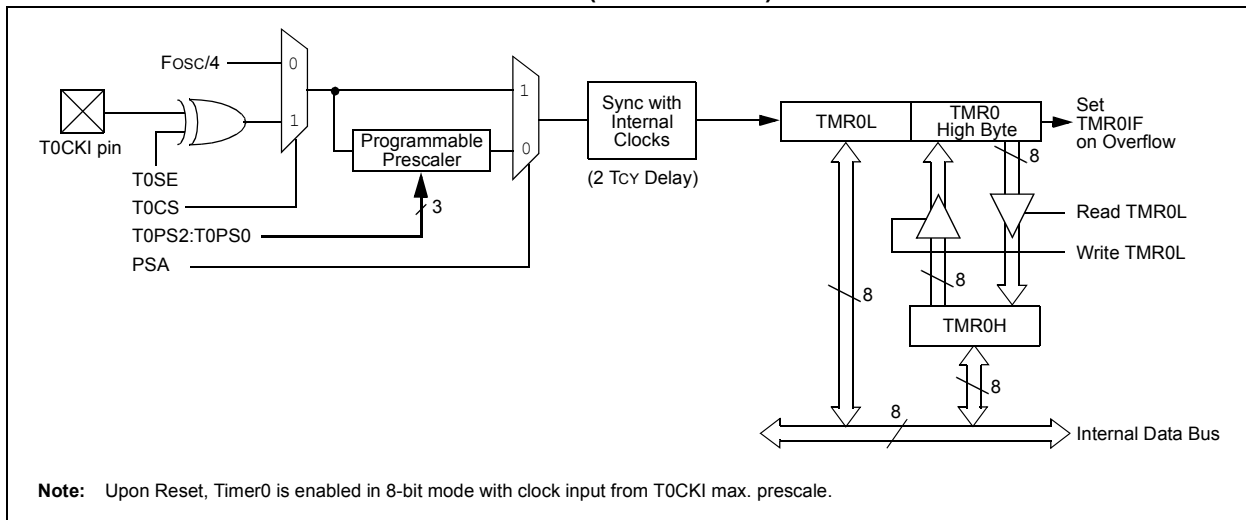 FOSC/4
0
1
T0CKI pin
T0SE
T0CS
T0PS2:T0PS0
PSA
Programmable
Prescaler
3
1
0
Sync with
Internal
Clocks
(2 TCY Delay)
TMR0L
TMR0
High Byte
Set
TMR0IF
on Overflow
8
Read TMR0L
Write TMR0L
8
8
TMR0H
8
8
Internal Data Bus
Note: Upon Reset, Timer0 is enabled in 8-bit mode with clock input from T0CKI max. prescale.